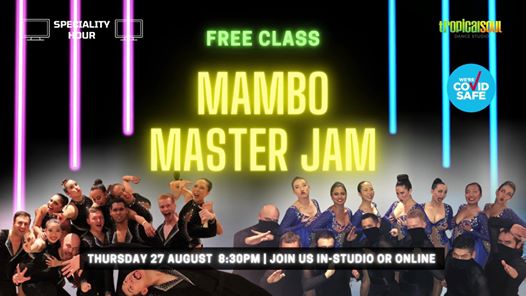 SPECIALITY
HOUR
FREE CLASS
tropicalsoul
DANCE STUDIO
WE'RE
COVID
SAFE
MAMBO
MASTER JAM
THURSDAY 27 AUGUST 8:30PM | JOIN US IN-STUDIO OR ONLINE